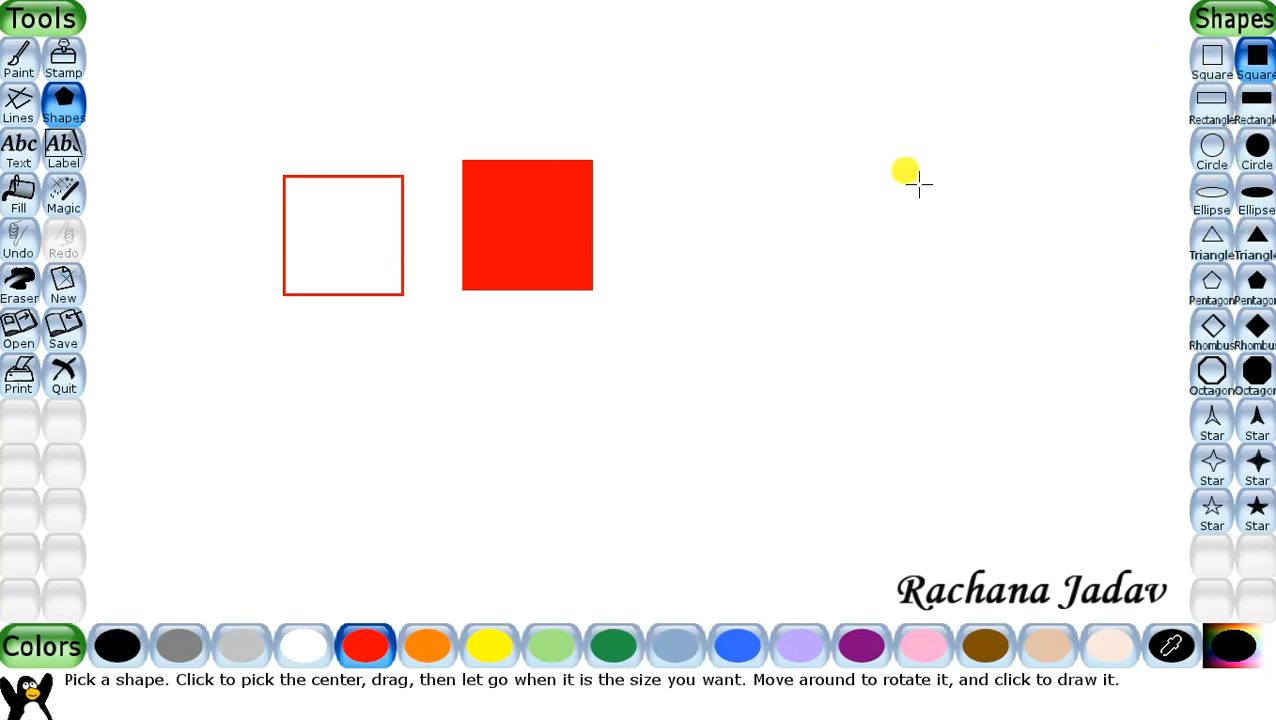 Tools
Shapes
Paint Stamp
Square Square
Lines Shapes
Rectangle Rectangle
Abc Abc
Text Label
Circle Circle
Fill Magic
Ellipse Ellipse
Undo Redo
Triangle Triangle
Eraser New
Pentagon Pentagon
Open Save
Rhombus Rhombus
Print Quit
Octagon Octagon
Star Star
Star Star
Star Star
Rachana Jadav
Colors
Pick a shape. Click to pick the center, drag, then let go when it is the size you want. Move around to rotate it, and click to draw it.